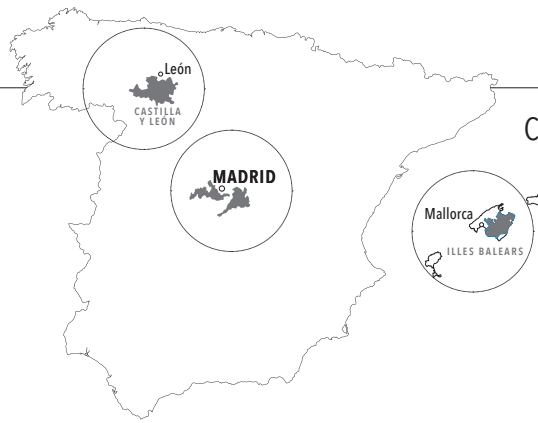 León
CASTILLA
Y LEÓN
MADRID
C
Mallorca
ILLES BALEARS